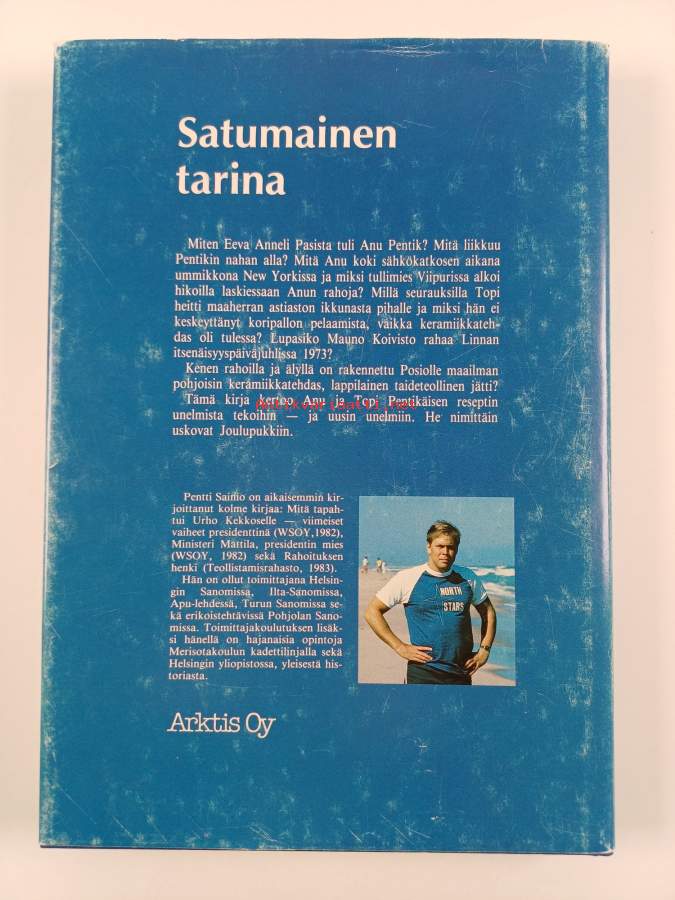 Satumainen
tarina
Miten Eeva Anneli Pasista tuli Anu Pentik? Mitä liikkuu
Pentikin nahan alla? Mitä Anu koki sähkökatkosen aikana
ummikkona New Yorkissa ja miksi tullimies Viipurissa alkoi
hikoilla laskiessaan Anun rahoja? Millä seurauksilla Topi
heitti maaherran astiaston ikkunasta pihalle ja miksi hän ei
keskeyttänyt koripallon pelaamista, vaikka keramiikkateh-
das oli tulessa? Lupasiko Mauno Koivisto rahaa Linnan
itsenäisyyspäiväjuhlissa 1973?
Kenen rahoilla ja älyllä on rakennettu Posiolle maailman
pohjoisin keramiikkatehdas, lappilainen taideteollinen jätti?
Tämä kirja kertoo Anu ja Topi Pentikäisen reseptin
unelmista tekoihin — ja uusin unelmiin. He nimittäin
uskovat Joulupukkiin.
Pentti Sainio on aikaisemmin kir-
joittanut kolme kirjaa: Mitä tapah-
tui Urho Kekkoselle — viimeiset
vaiheet presidenttinä (WSOY,1982),
Ministeri Mättila, presidentin mies
(WSOY, 1982) sekä Rahoituksen
henki (Teollistamisrahasto, 1983).
Hän on ollut toimittajana Helsin-
gin Sanomissa, Ilta-Sanomissa,
Apu-lehdessä, Turun Sanomissa se-
kä erikoistehtävissä Pohjolan Sano-
missa. Toimittajakoulutuksen lisäk-
si hänellä on hajanaisia opintoja
Merisotakoulun kadettilinjalla sekä
Helsingin yliopistossa, yleisestä his-
toriasta.
NORTH
STARS
Arktis Oy